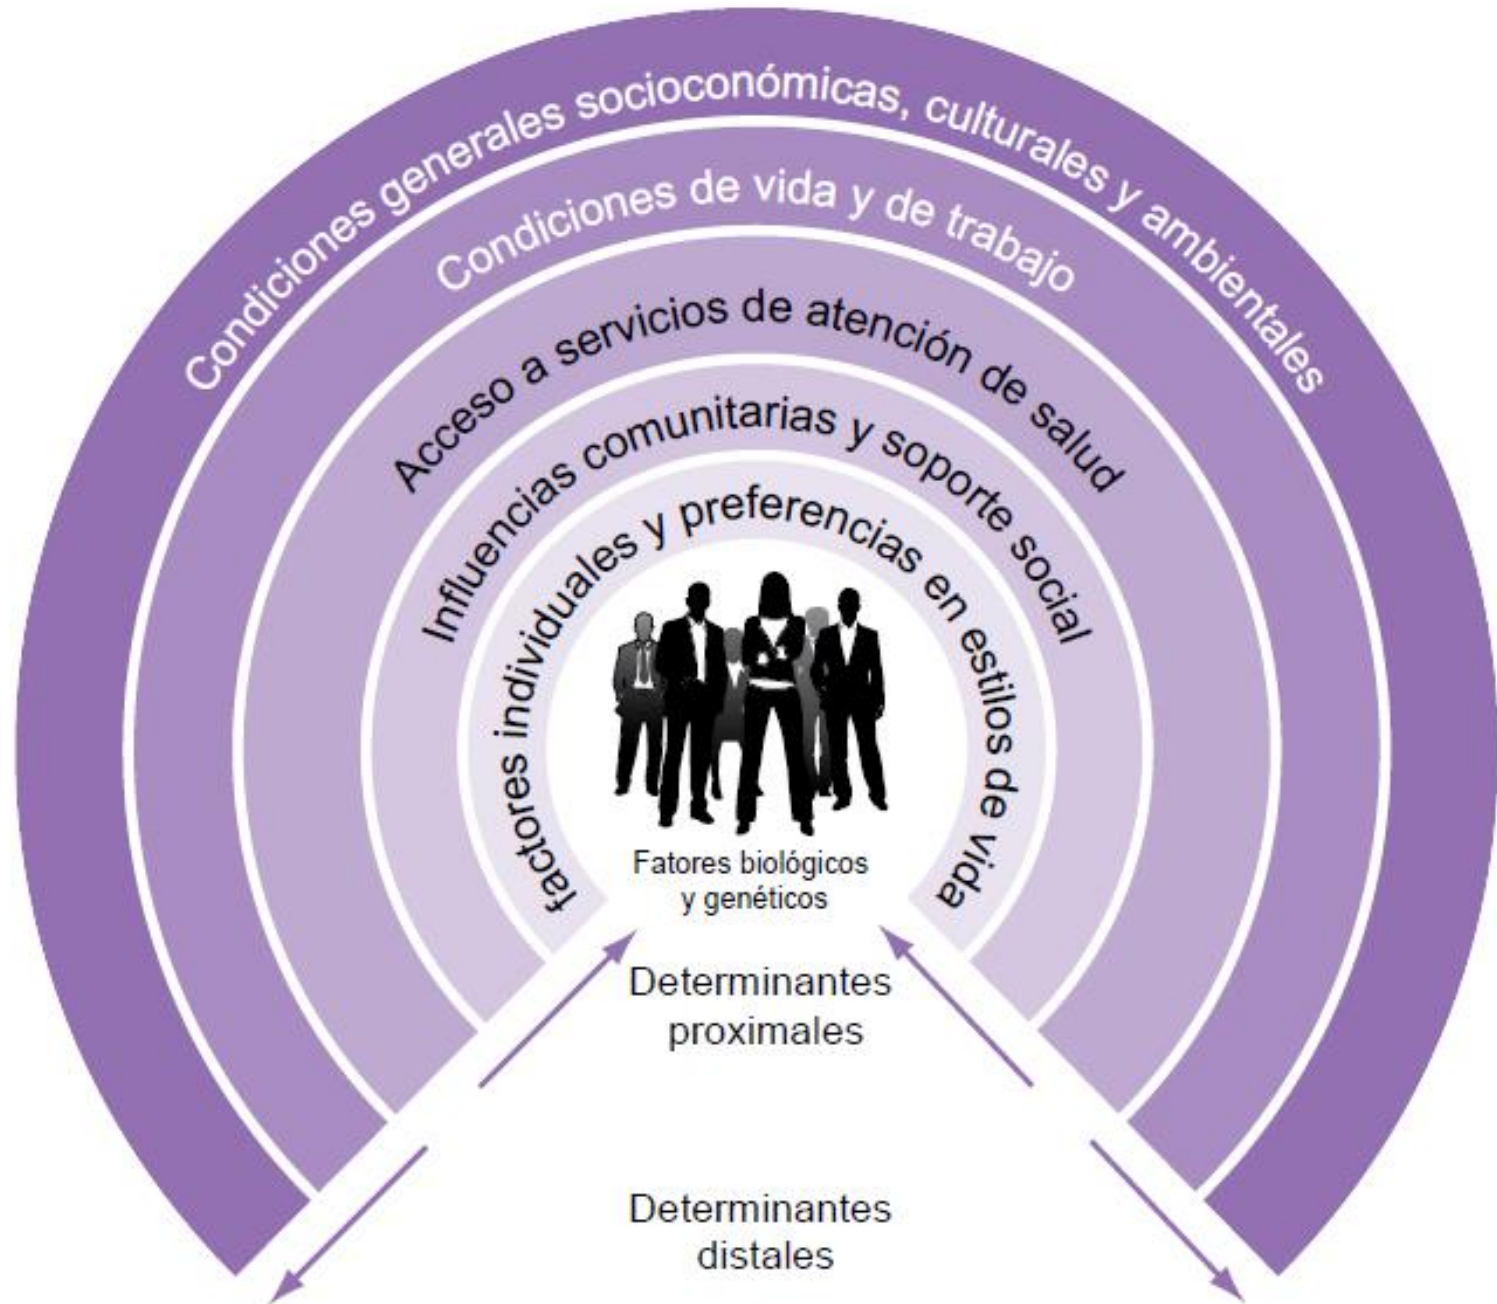 Condiciones generales socioconómicas, culturales y ambientales
Condiciones de vida y de trabajo
Acceso a servicios de atención de salud
Influencias comunitarias y soporte social
factores individuales y preferencias en estilos de vida
Fatores biológicos
y genéticos
Determinantes
proximales
Determinantes
distales